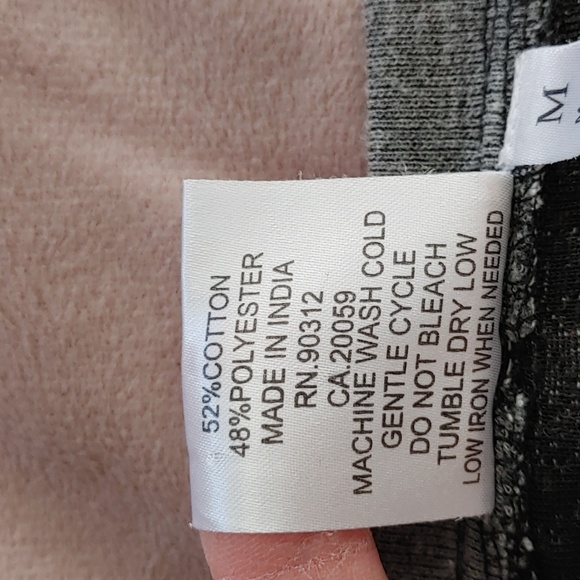 M
52%COTTON
48%POLYESTER
MADE IN INDIA
RN.90312
CA.20059
MACHINE WASH COLD
GENTLE CYCLE
DO NOT BLEACH
TUMBLE DRY LOW
LOW IRON WHEN NEEDED